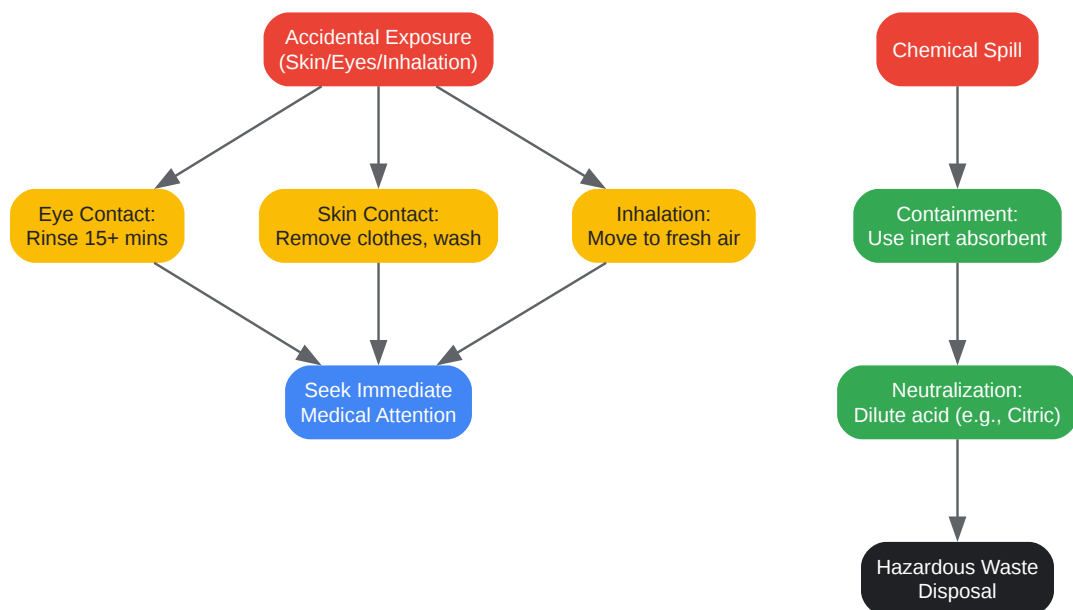 Accidental Exposure
(Skin/Eyes/Inhalation)
Chemical Spill
Eye Contact:
Rinse 15+ mins
Skin Contact:
Remove clothes, wash
Inhalation:
Move to fresh air
Containment:
Use inert absorbent
Seek Immediate
Medical Attention
Neutralization:
Dilute acid (e.g., Citric)
Hazardous Waste
Disposal